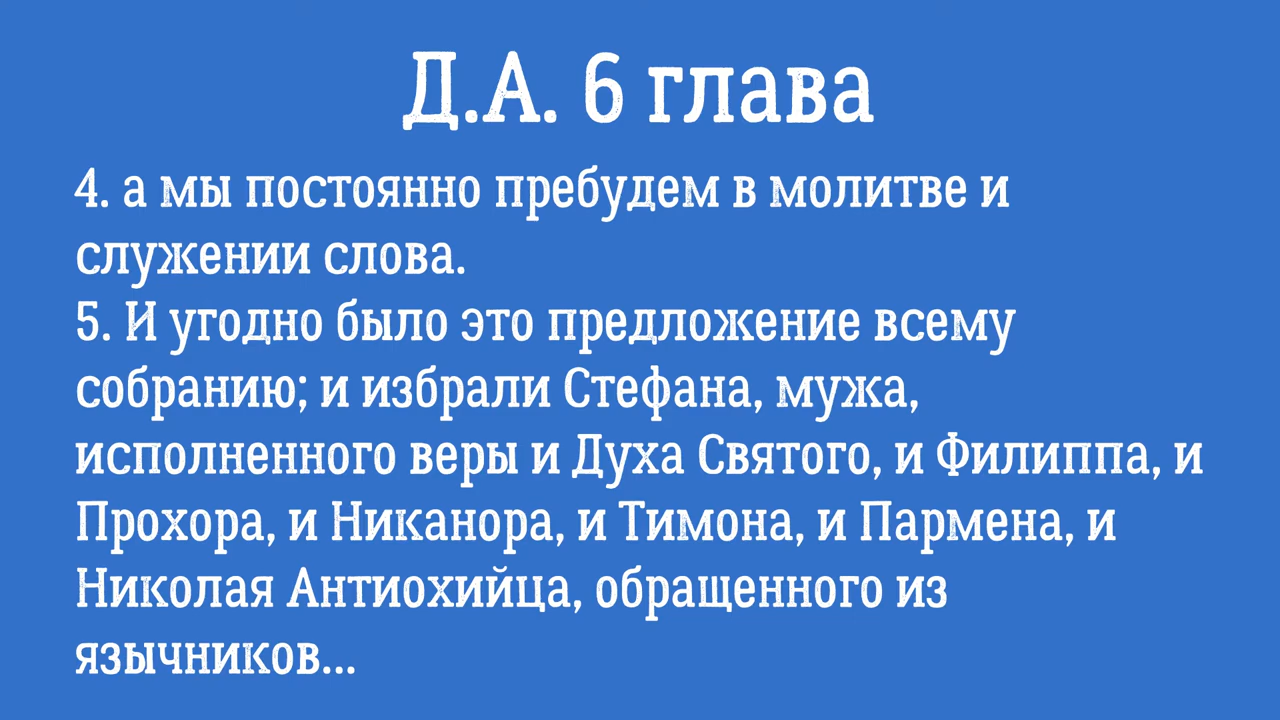 Д.А. 6 глава
4. а мы постоянно пребудем в молитве и
служении слова.
5. И угодно было это предложение всему
собранию; и избрали Стефана, мужа,
исполненного веры и Духа Святого, и Филиппа, и
Прохора, и Никанора, и Тимона, и Пармена, и
Николая Антиохийца, обращенного из
язычников...